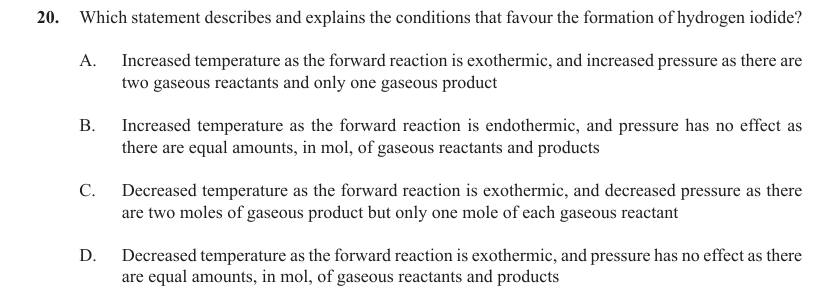 20. Which statement describes and explains the conditions that favour the formation of hydrogen iodide?
A. Increased temperature as the forward reaction is exothermic, and increased pressure as there are
two gaseous reactants and only one gaseous product
B. Increased temperature as the forward reaction is endothermic, and pressure has no effect as
there are equal amounts, in mol, of gaseous reactants and products
C. Decreased temperature as the forward reaction is exothermic, and decreased pressure as there
are two moles of gaseous product but only one mole of each gaseous reactant
D. Decreased temperature as the forward reaction is exothermic, and pressure has no effect as there
are equal amounts, in mol, of gaseous reactants and products